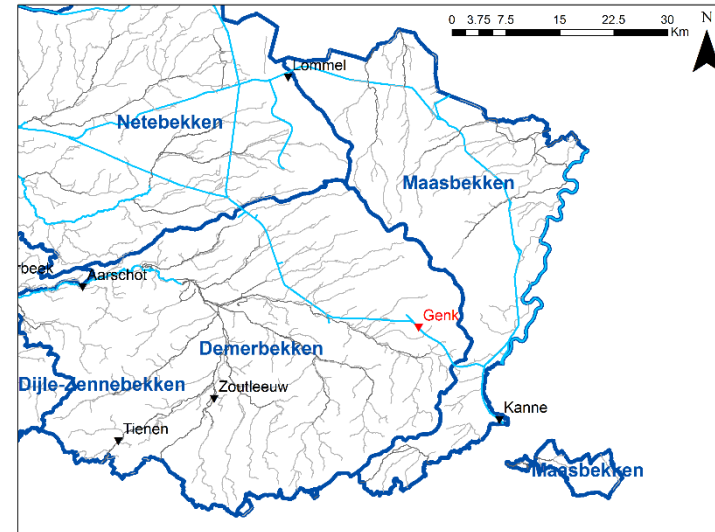 0 3.75 7.5 15 22.5 30
Km
N
Lommel
Netebekken
Maasbekken
rbeek
Aarschot
Genk
Demerbekken
Dijle-Zennebekken
Zoutleeuw
Kanne
Tienen
Maasbekken